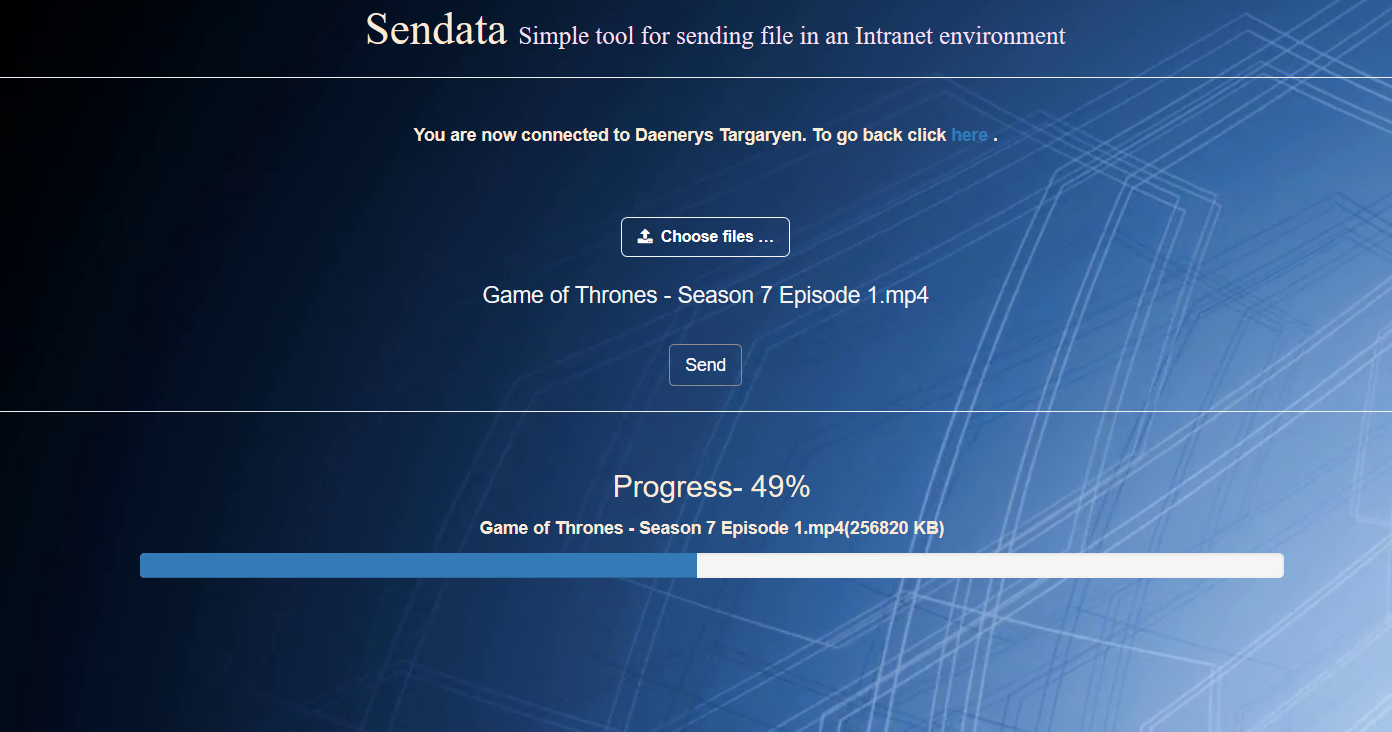 Sendata Simple tool for sending file in an Intranet environment
You are now connected to Daenerys Targaryen. To go back click here .
Choose files ...
Game of Thrones - Season 7 Episode 1.mp4
Send
Progress- 49%
Game of Thrones - Season 7 Episode 1.mp4(256820 KB)